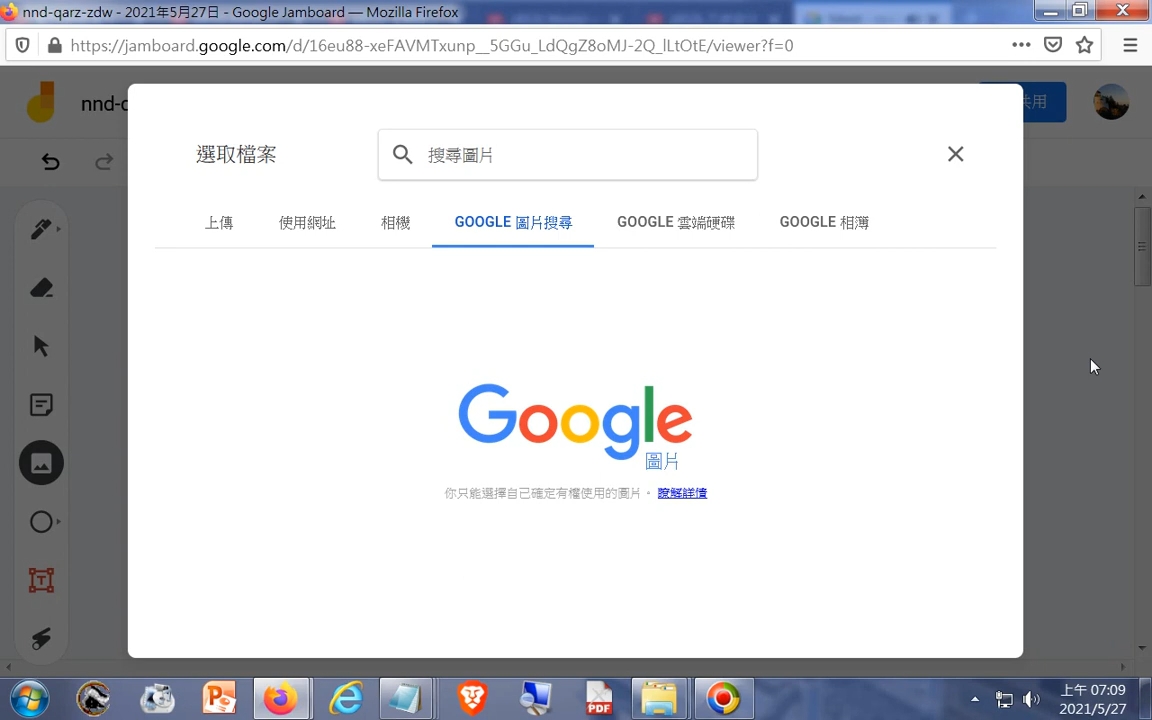 nnd-qarz-zdw - 2021年5月27日 - Google Jamboard — Mozilla Firefox
https://jamboard.google.com/d/16eu88-xeFAVMTxunp__5GGu_LdQgZ8oMJ-2Q_lLtOtE/viewer?f=0
選取檔案
搜尋圖片
上傳 使用網址 相機 GOOGLE 圖片搜尋 GOOGLE 雲端硬碟 GOOGLE 相簿
Google
圖片
你只能選擇自己確定有權使用的圖片。 瞭解詳情
T
PDF
上午 07:09
2021/5/27